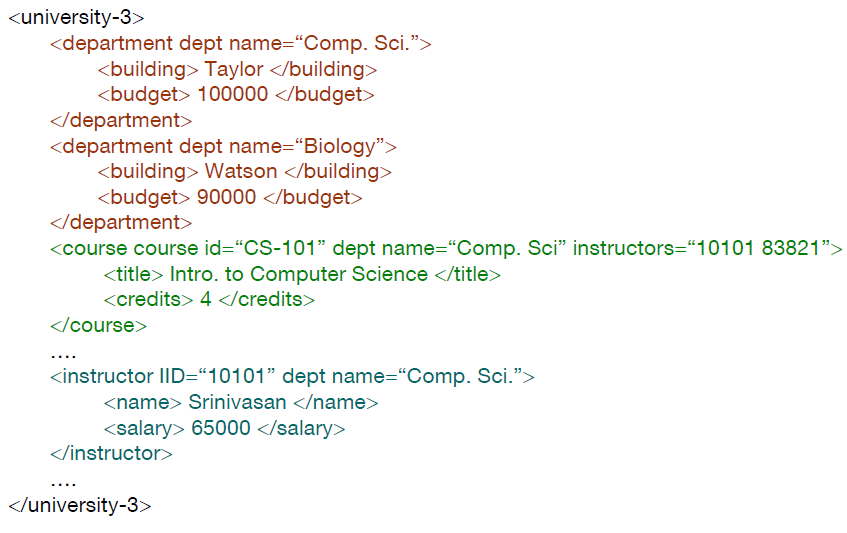 <university-3>
<department dept name=“Comp. Sci.”>
<building> Taylor </building>
<budget> 100000 </budget>
</department>
<department dept name=“Biology”>
<building> Watson </building>
<budget> 90000 </budget>
</department>
<course course id=“CS-101” dept name=“Comp. Sci” instructors=“10101 83821”>
<title> Intro. to Computer Science </title>
<credits> 4 </credits>
</course>
....
<instructor IID=“10101” dept name=“Comp. Sci.”>
<name> Srinivasan </name>
<salary> 65000 </salary>
</instructor>
....
</university-3>